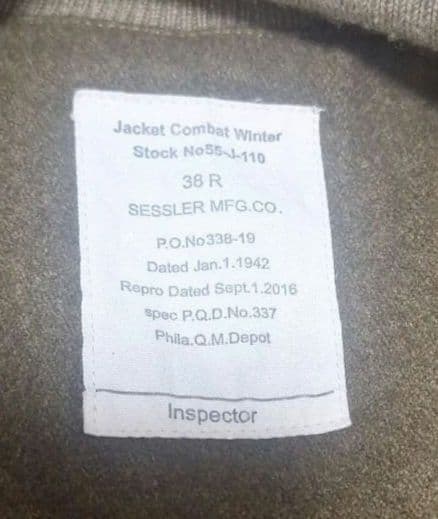 Jacket Combat Winter
Stock No55-J-110
38 R
SESSLER MFG.CO.
P.O.No338-19
Dated Jan.1.1942
Repro Dated Sept.1.2016
spec P.Q.D.No.337
Phila.Q.M.Depot
Inspector